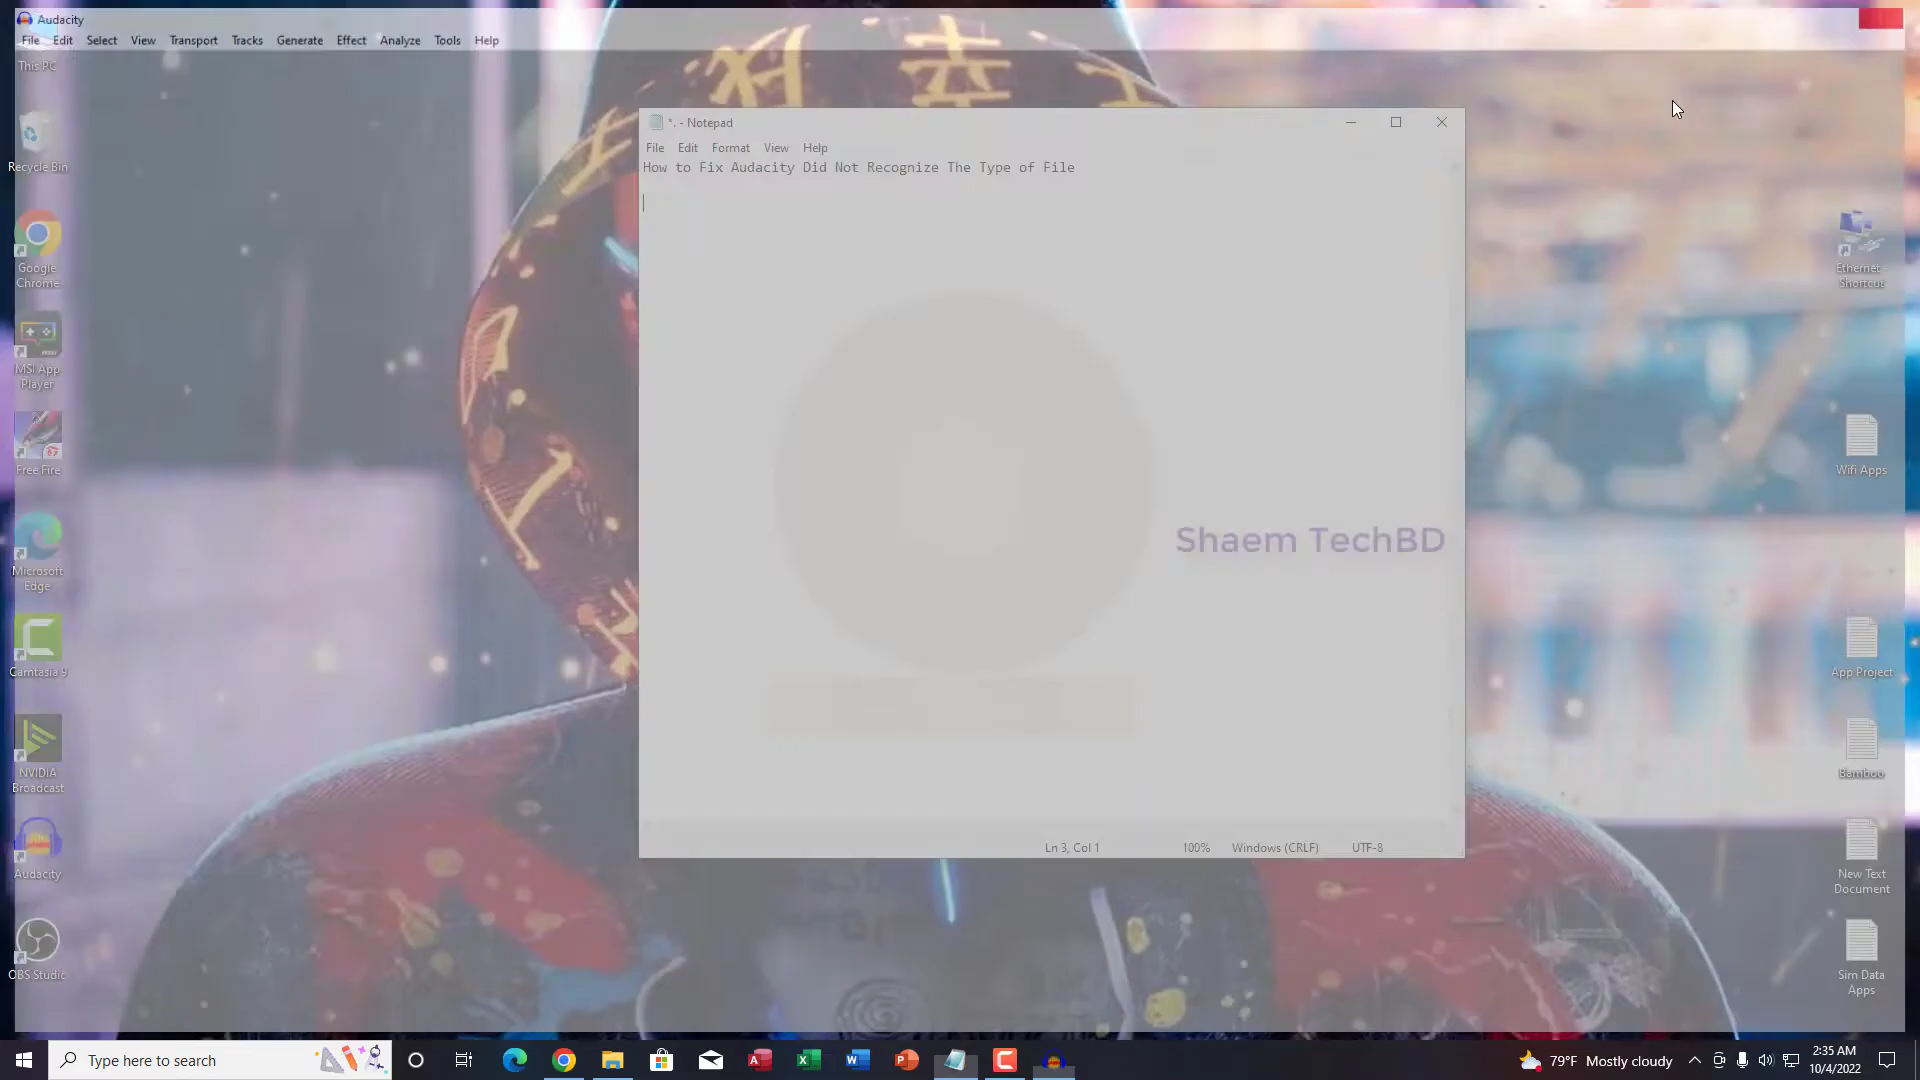 Audacity
File Edit Select View Transport Tracks Generate Effect Analyze Tools Help
This PC
Recycle Bin
Google
Chrome
MSI App
Player
Free Fire
Microsoft
Edge
Camtasia 9
NVIDIA
Broadcast
Audacity
OBS Studio
*. - Notepad
File Edit Format View Help
How to Fix Audacity Did Not Recognize The Type of File
Shaem TechBD
Ln 3, Col 1 100% Windows (CRLF) UTF-8
Ethernet -
Shortcut
Wifi Apps
App Project
Bamboo
New Text
Document
Sim Data
Apps
Type here to search
79°F Mostly cloudy
2:35 AM
10/4/2022